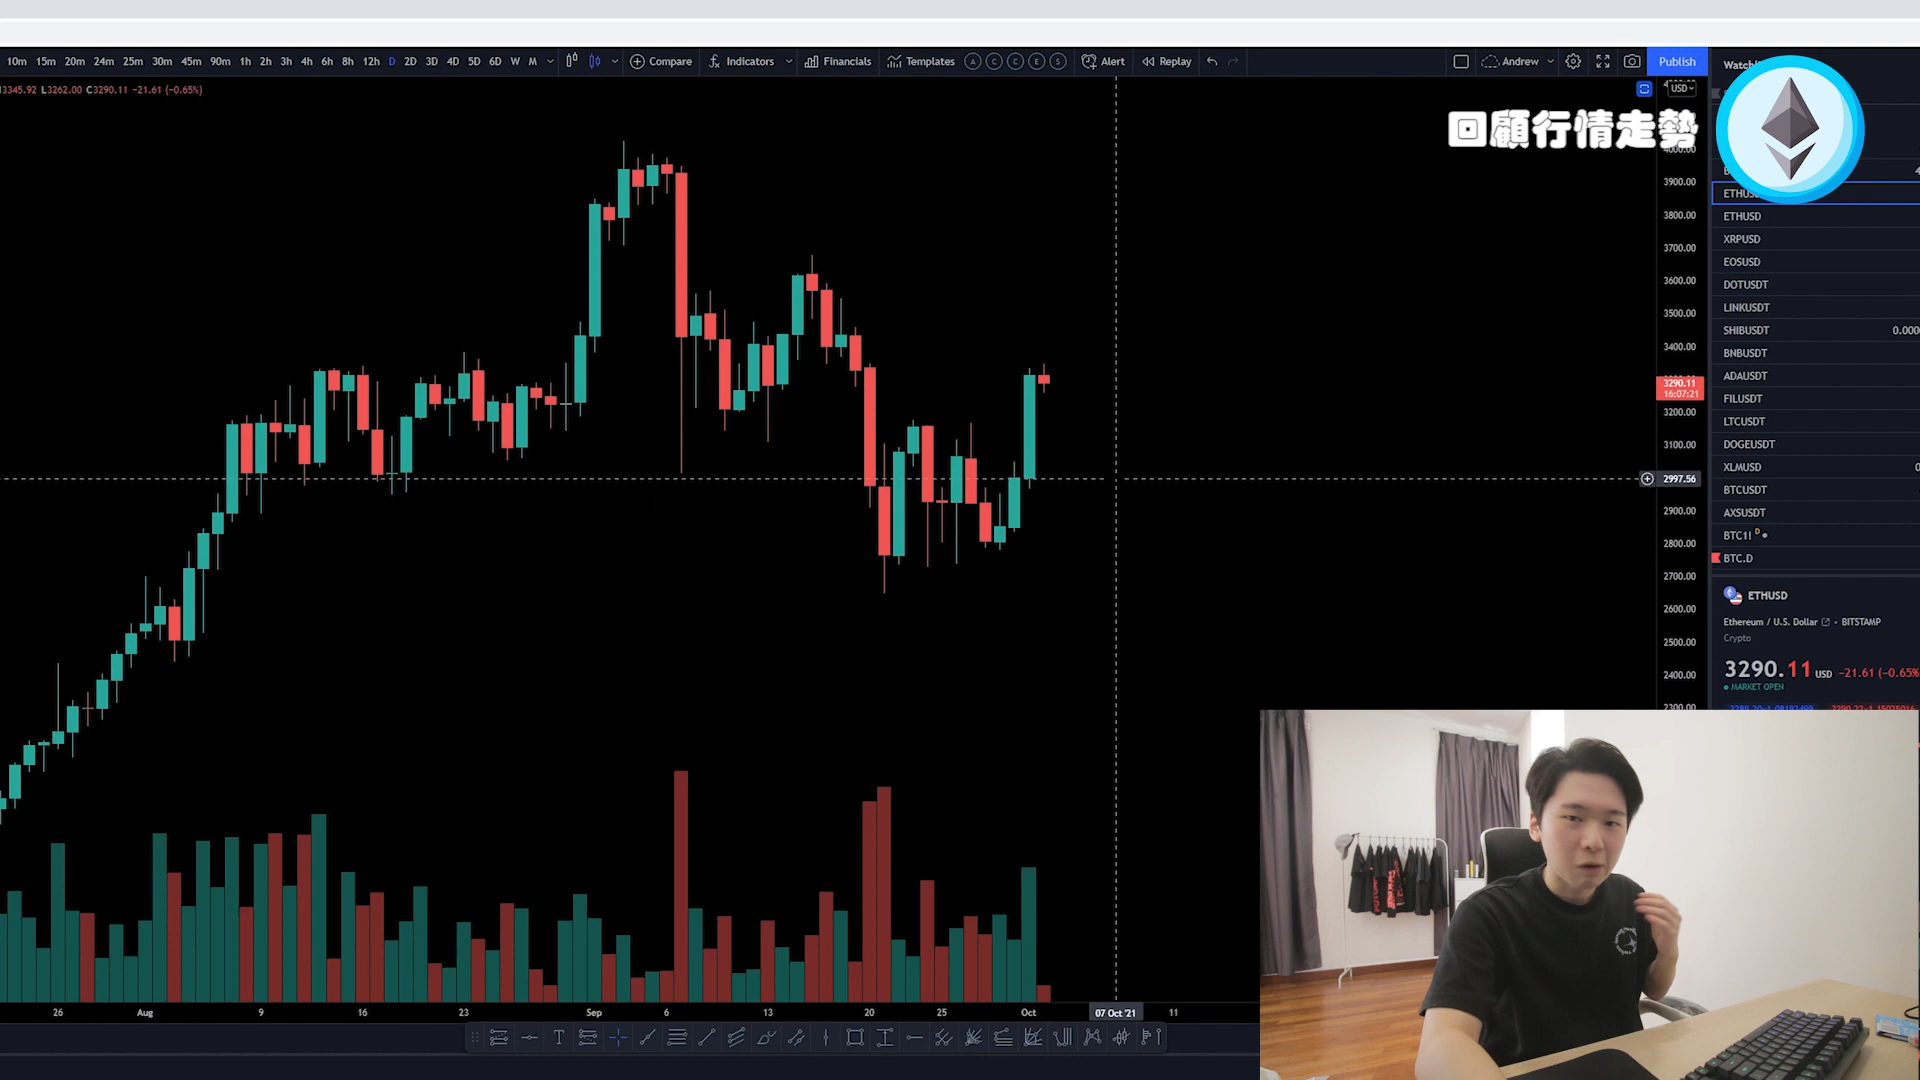 10m 15m 20m 24m 25m 30m 45m 90m 1h 2h 3h 4h 6h 8h 12h D 2D 3D 4D 5D 6D W M Compare Indicators Financials Templates A C C E S Alert Replay Andrew Publish
3345.92 L3262.00 C3290.11 −21.61 (−0.65%)
USD
回顧行情走勢
4000.00
3900.00
3800.00
3700.00
3600.00
3500.00
3400.00
3290.11
16:07:21
3200.00
3100.00
2997.56
2900.00
2800.00
2700.00
2600.00
2500.00
2400.00
2300.00
ETHUSD
XRPUSD
EOSUSD
DOTUSDT
LINKUSDT
SHIBUSDT 0.000
BNBUSDT
ADAUSDT
FILUSDT
LTCUSDT
DOGEUSDT
XLMUSD 0
BTCUSDT
AXSUSDT
BTC1! D
BTC.D
ETHUSD
Ethereum / U.S. Dollar • BITSTAMP
Crypto
3290.11 USD −21.61 (−0.65%
MARKET OPEN
26 Aug 9 16 23 Sep 6 13 20 25 Oct 07 Oct '21 11